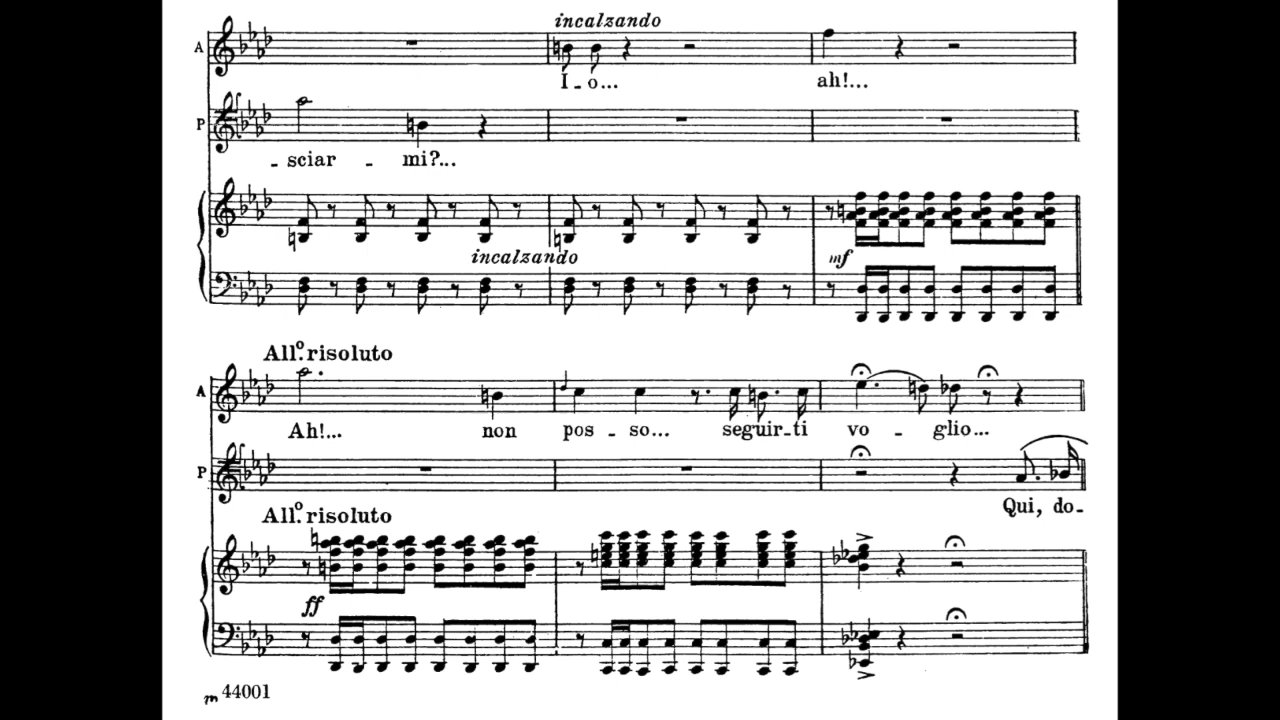 incalzando
A
I - o... ah!...
P
- sciar - mi?...
incalzando
mf
All.º risoluto
A
Ah!... non pos - so... seguir-ti vo - glio...
P
Qui, do-
All.º risoluto
ff
m 44001